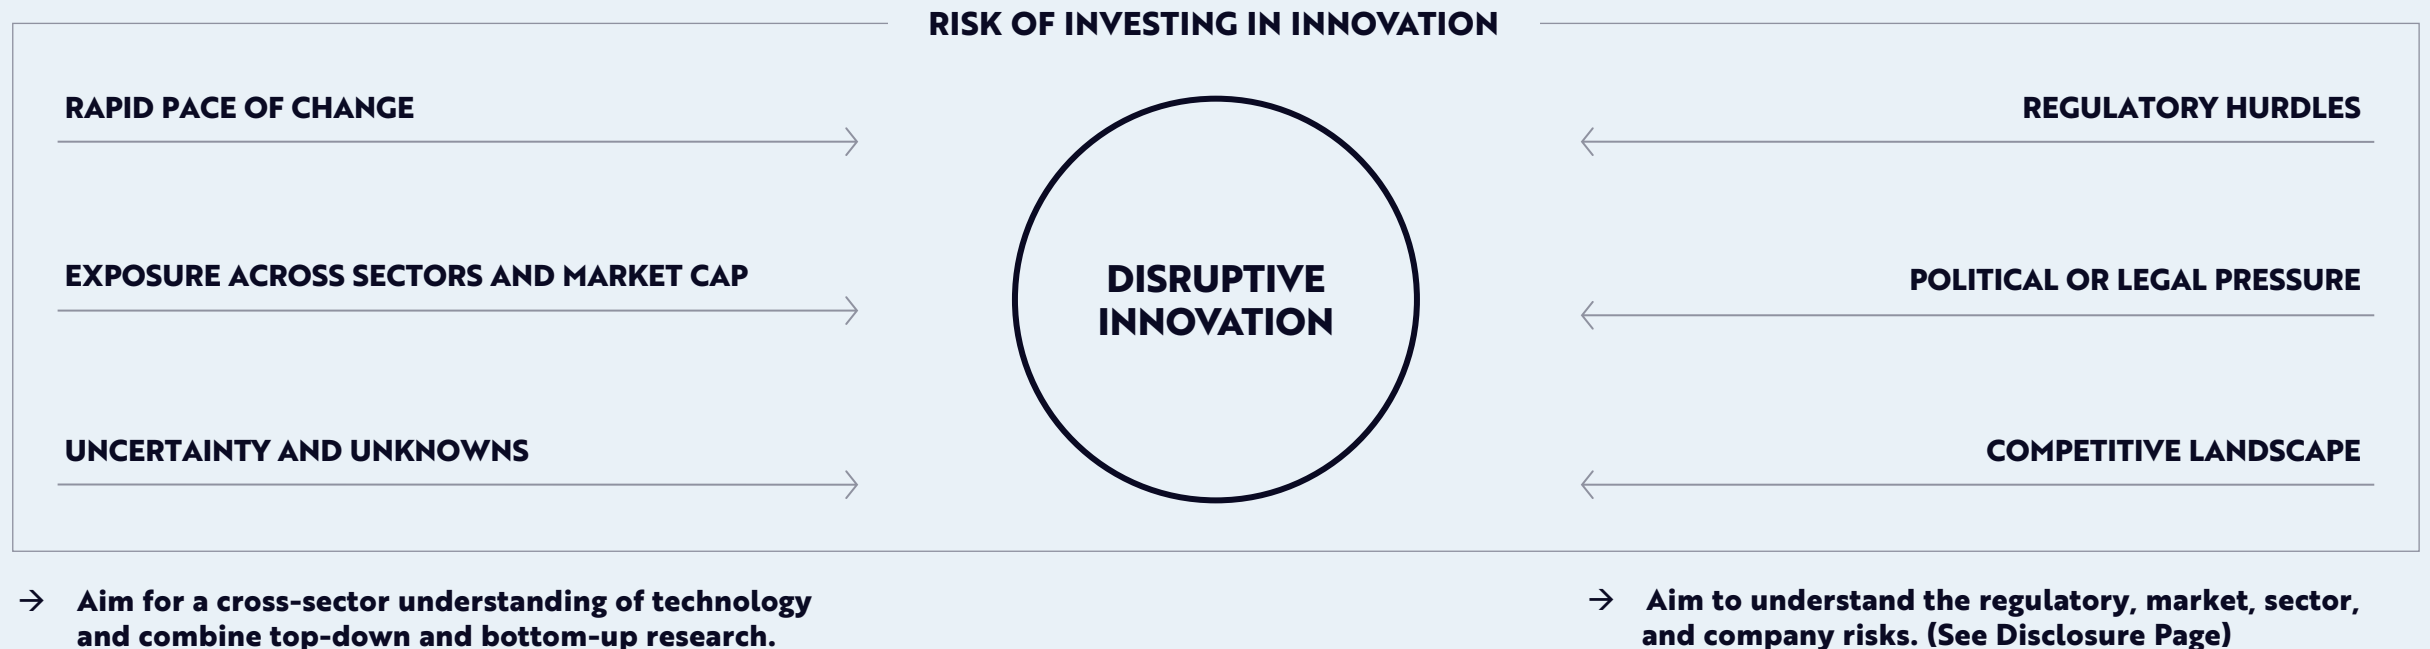 RISK OF INVESTING IN INNOVATION
RAPID PACE OF CHANGE
EXPOSURE ACROSS SECTORS AND MARKET CAP
UNCERTAINTY AND UNKNOWNS
DISRUPTIVE
INNOVATION
REGULATORY HURDLES
POLITICAL OR LEGAL PRESSURE
COMPETITIVE LANDSCAPE
→ Aim for a cross-sector understanding of technology
and combine top-down and bottom-up research.
→ Aim to understand the regulatory, market, sector,
and company risks. (See Disclosure Page)